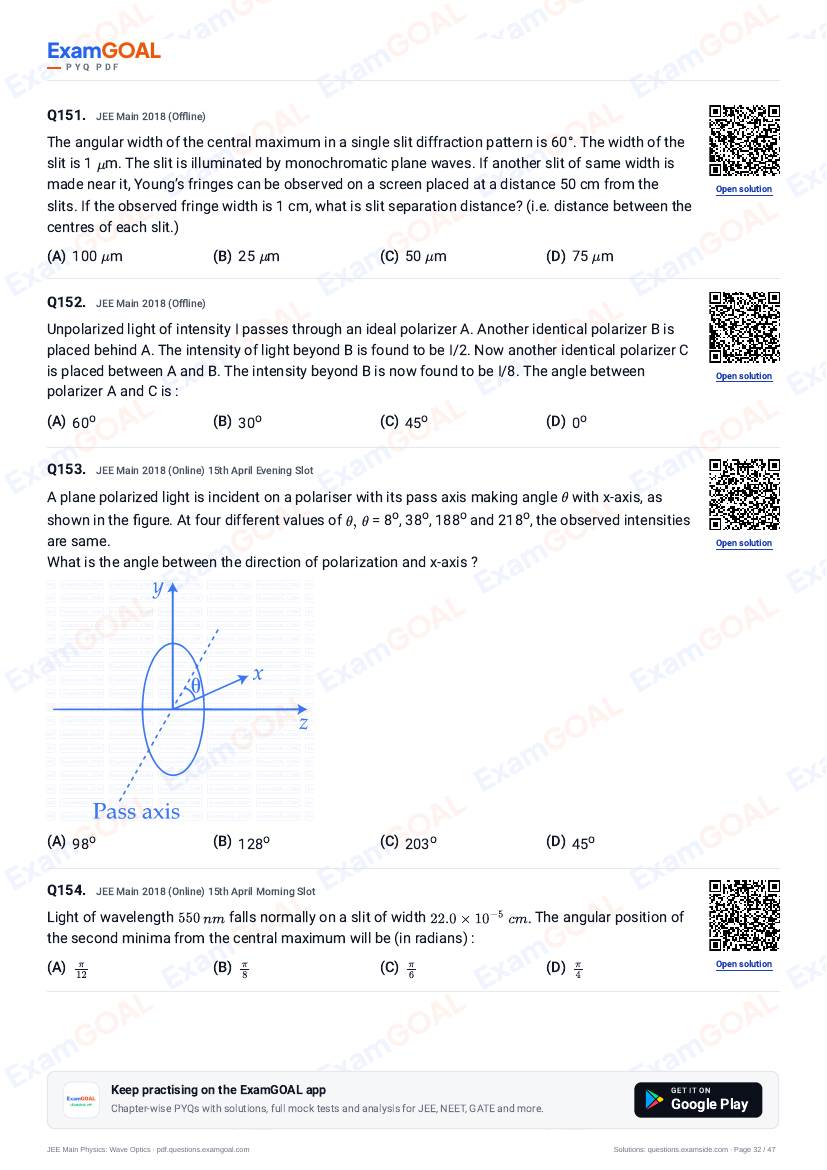 ExamGOAL
PYQ PDF
Q151. JEE Main 2018 (Offline)
The angular width of the central maximum in a single slit diffraction pattern is 60°. The width of the
slit is 1 μm. The slit is illuminated by monochromatic plane waves. If another slit of same width is
made near it, Young's fringes can be observed on a screen placed at a distance 50 cm from the
slits. If the observed fringe width is 1 cm, what is slit separation distance? (i.e. distance between the
centres of each slit.)
Open solution
(A) 100 μm (B) 25 μm (C) 50 μm (D) 75 μm
Q152. JEE Main 2018 (Offline)
Unpolarized light of intensity I passes through an ideal polarizer A. Another identical polarizer B is
placed behind A. The intensity of light beyond B is found to be I/2. Now another identical polarizer C
is placed between A and B. The intensity beyond B is now found to be I/8. The angle between
polarizer A and C is :
Open solution
(A) 60° (B) 30° (C) 45° (D) 0°
Q153. JEE Main 2018 (Online) 15th April Evening Slot
A plane polarized light is incident on a polariser with its pass axis making angle θ with x-axis, as
shown in the figure. At four different values of θ, θ = 8°, 38°, 188° and 218°, the observed intensities
are same.
What is the angle between the direction of polarization and x-axis ?
Open solution
y
θ
x
z
Pass axis
(A) 98° (B) 128° (C) 203° (D) 45°
Q154. JEE Main 2018 (Online) 15th April Morning Slot
Light of wavelength 550 nm falls normally on a slit of width 22.0 × 10⁻⁵ cm. The angular position of
the second minima from the central maximum will be (in radians) :
Open solution
(A) π/12 (B) π/8 (C) π/6 (D) π/4
Keep practising on the ExamGOAL app
Chapter-wise PYQs with solutions, full mock tests and analysis for JEE, NEET, GATE and more.
GET IT ON
Google Play
JEE Main Physics: Wave Optics · pdf.questions.examgoal.com
Solutions: questions.examside.com · Page 32 / 47